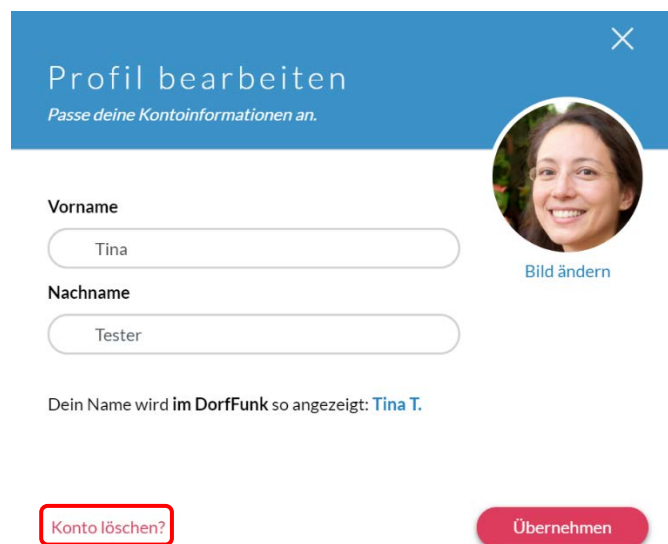 Profil bearbeiten
Passe deine Kontoinformationen an.
Vorname
Tina
Bild ändern
Nachname
Tester
Dein Name wird im DorfFunk so angezeigt: Tina T.
Konto löschen?
Übernehmen